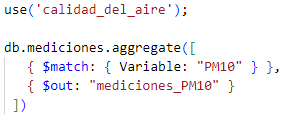 use('calidad_del_aire');
db.mediciones.aggregate([
{ $match: { Variable: "PM10" } },
{ $out: "mediciones_PM10" }
])